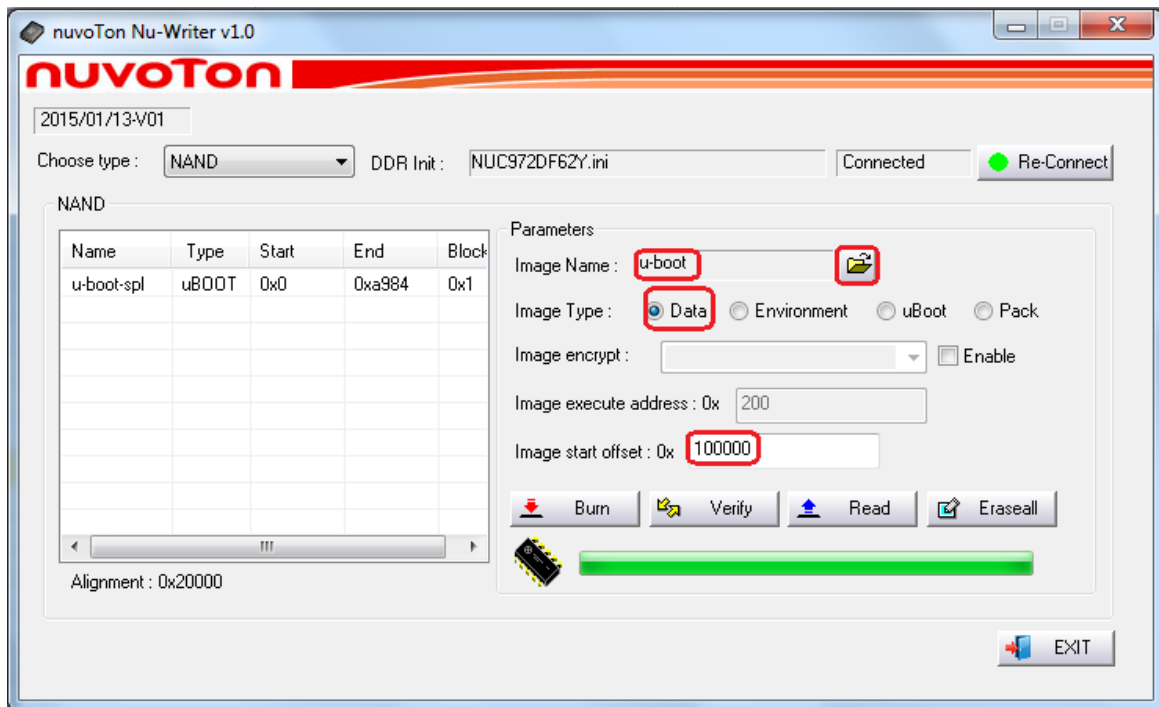 nuvoTon Nu-Writer v1.0
nuvoTon
2015/01/13-V01
Choose type : NAND DDR Init : NUC972DF62Y.ini Connected Re-Connect
NAND
Name Type Start End Block
u-boot-spl uBOOT 0x0 0xa984 0x1
Alignment : 0x20000
Parameters
Image Name : u-boot
Image Type : Data Environment uBoot Pack
Image encrypt : Enable
Image execute address : 0x 200
Image start offset : 0x 100000
Burn Verify Read Eraseall
EXIT